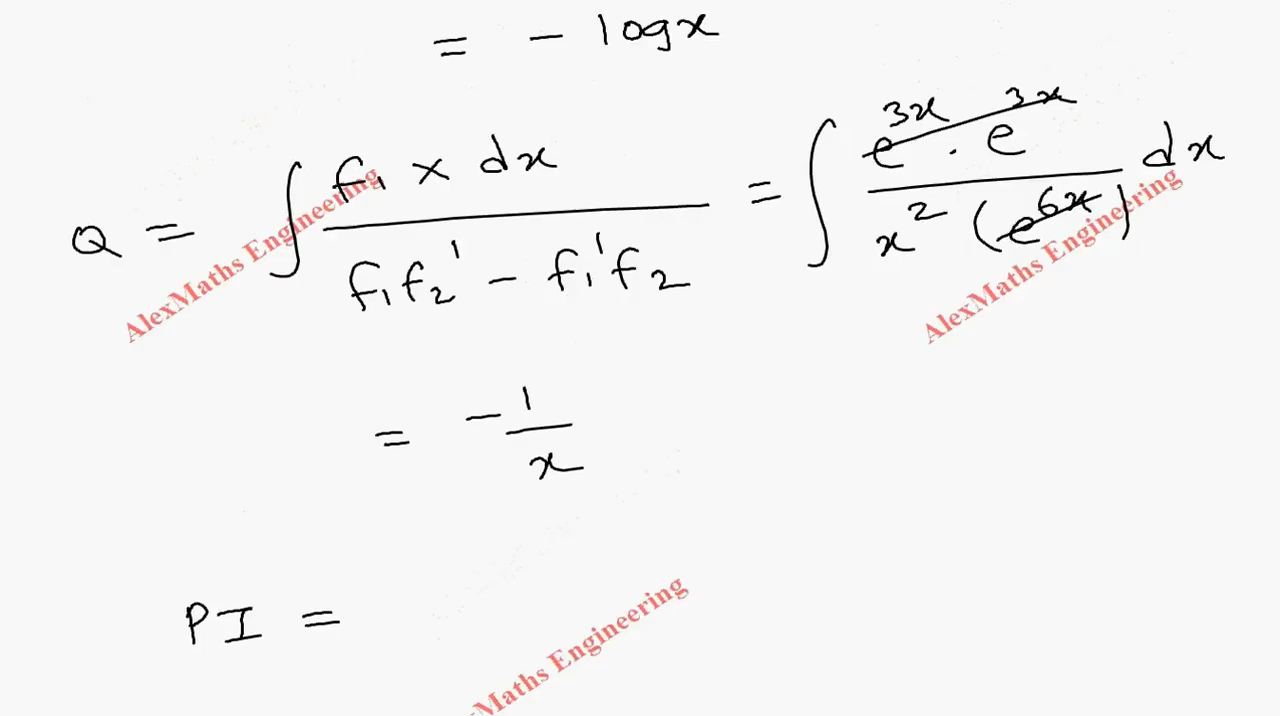 = - log x
Q = ∫ f₁ x dx / (f₁f₂' - f₁'f₂) = ∫ e^{3x} . e^{3x} / (x² (e^{6x})) dx
= -1/x
PI =
AlexMaths Engineering
AlexMaths Engineering
AlexMaths Engineering